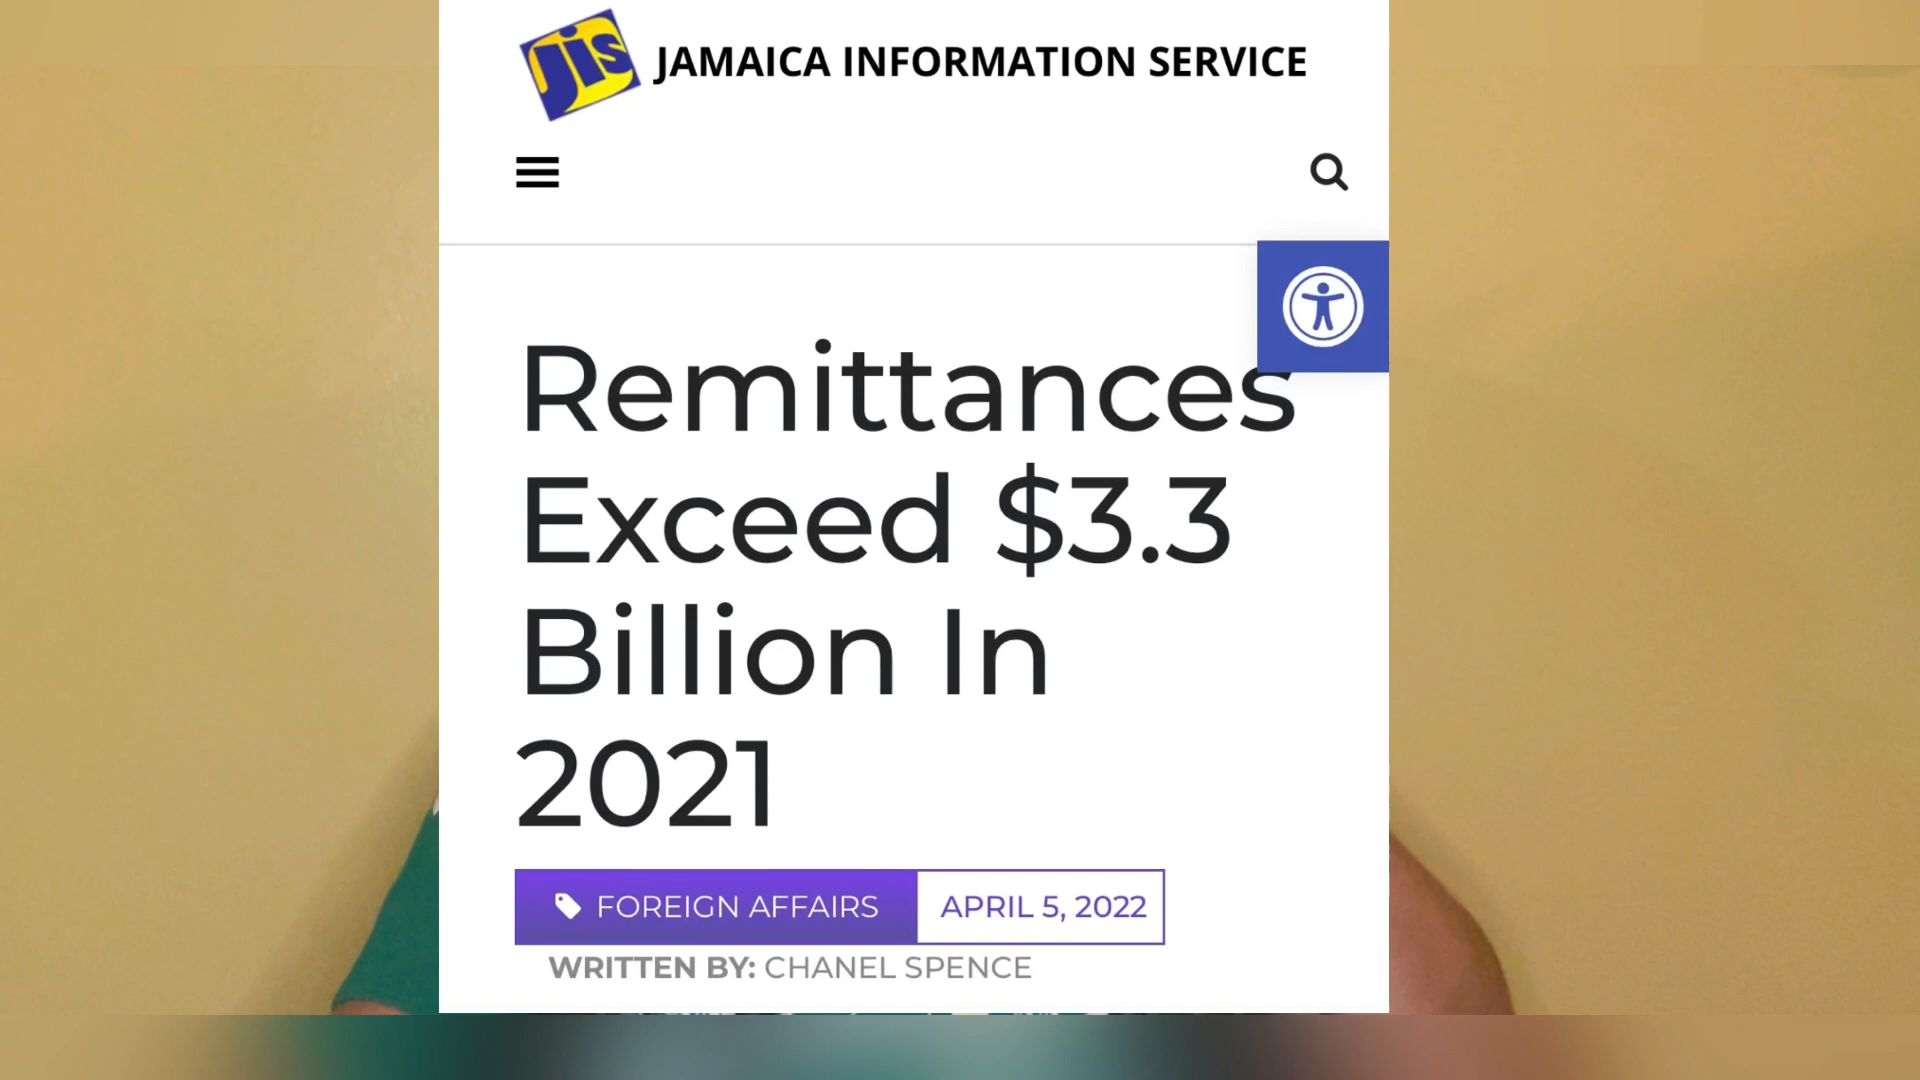 jis JAMAICA INFORMATION SERVICE
Remittances
Exceed $3.3
Billion In
2021
FOREIGN AFFAIRS APRIL 5, 2022
WRITTEN BY: CHANEL SPENCE